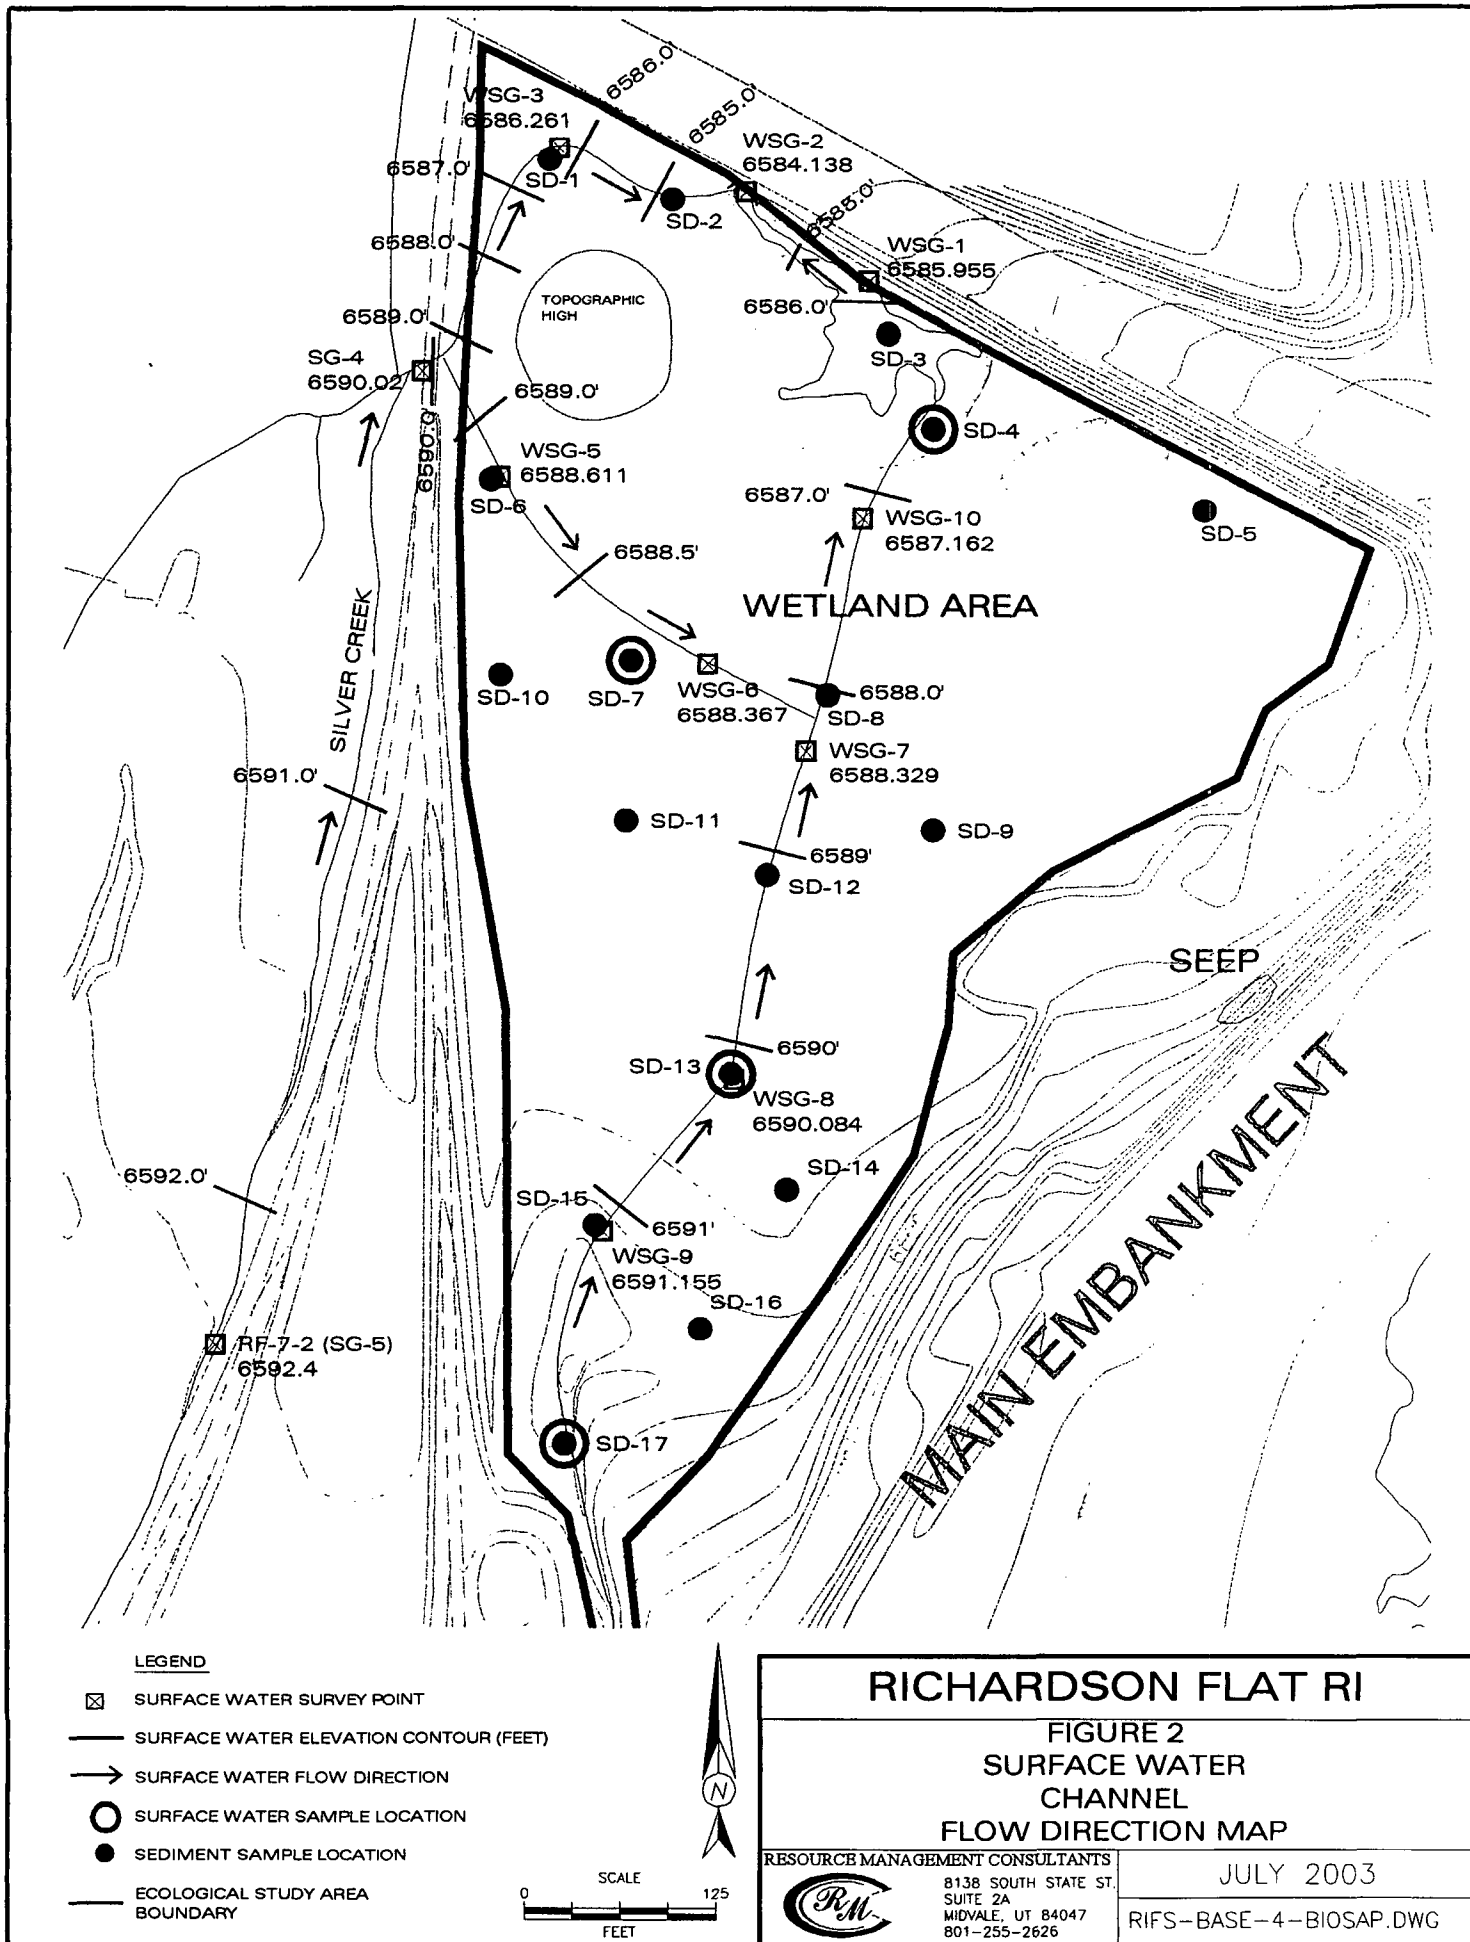 6586.0'
WSG-3
6586.261
6585.0'
WSG-2
6584.138
6587.0'
SD-1
SD-2
6585.0'
6588.0'
WSG-1
6585.955
TOPOGRAPHIC
HIGH
6586.0'
6589.0'
SD-3
SG-4
6590.02
6589.0'
SD-4
6590.0'
WSG-5
6588.611
SD-6
6587.0'
WSG-10
6587.162
SD-5
6588.5'
WETLAND AREA
SILVER CREEK
SD-10
SD-7
WSG-6
6588.367
6588.0'
SD-8
WSG-7
6588.329
6591.0'
SD-11
SD-9
6589'
SD-12
SEEP
6590'
SD-13
WSG-8
6590.084
MAIN EMBANKMENT
SD-14
6592.0'
SD-15
6591'
WSG-9
6591.155
SD-16
RF-7-2 (SG-5)
6592.4
SD-17
LEGEND
SURFACE WATER SURVEY POINT
SURFACE WATER ELEVATION CONTOUR (FEET)
SURFACE WATER FLOW DIRECTION
SURFACE WATER SAMPLE LOCATION
SEDIMENT SAMPLE LOCATION
ECOLOGICAL STUDY AREA
BOUNDARY
N
SCALE
0 125
FEET
RICHARDSON FLAT RI
FIGURE 2
SURFACE WATER
CHANNEL
FLOW DIRECTION MAP
RESOURCE MANAGEMENT CONSULTANTS
RM
8138 SOUTH STATE ST.
SUITE 2A
MIDVALE, UT 84047
801-255-2626
JULY 2003
RIFS-BASE-4-BIOSAP.DWG